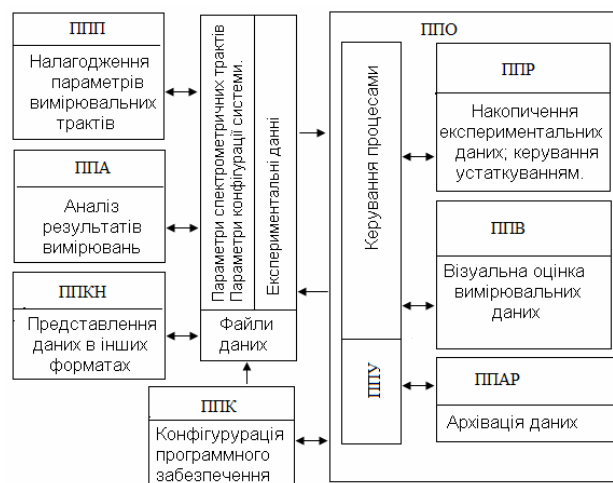 ППП
Налагодження
параметрів
вимірювальних
трактів
ППА
Аналіз
результатів
вимірювань
ППКН
Представлення
даних в інших
форматах
Параметри спектрометричних трактів
Параметри конфігурації системи.
Експериментальні данні
Файли
даних
ППК
Конфігурурація
программного
забезпечення
ППО
Керування процесами
ППУ
ППР
Накопичення
експериментальних
даних; керування
устаткуванням.
ППВ
Візуальна оцінка
вимірювальних
даних
ППАР
Архівація даних